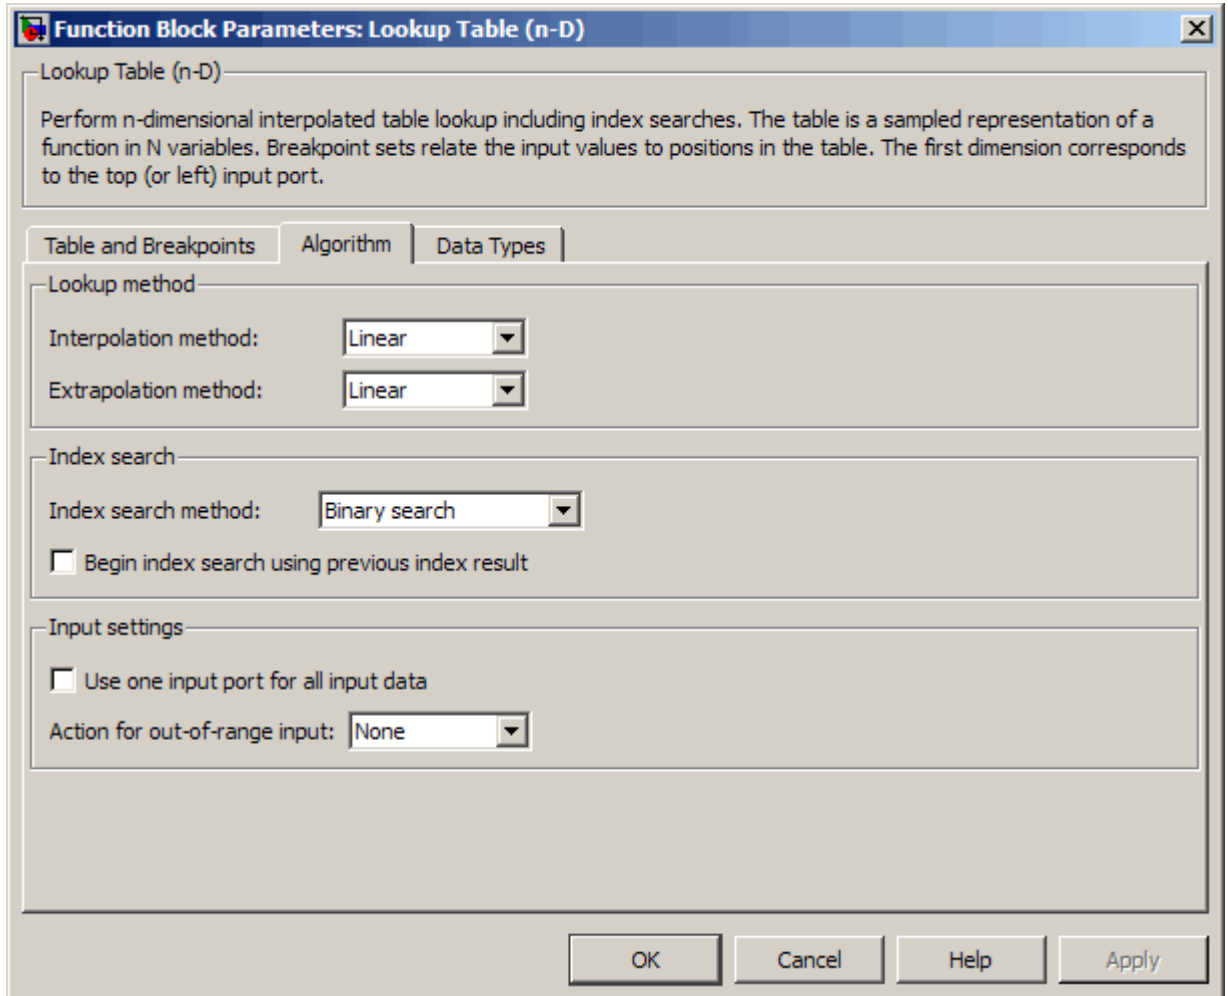 Function Block Parameters: Lookup Table (n-D)
Lookup Table (n-D)
Perform n-dimensional interpolated table lookup including index searches. The table is a sampled representation of a
function in N variables. Breakpoint sets relate the input values to positions in the table. The first dimension corresponds
to the top (or left) input port.
Table and Breakpoints Algorithm Data Types
Lookup method
Interpolation method: Linear
Extrapolation method: Linear
Index search
Index search method: Binary search
Begin index search using previous index result
Input settings
Use one input port for all input data
Action for out-of-range input: None
OK Cancel Help Apply